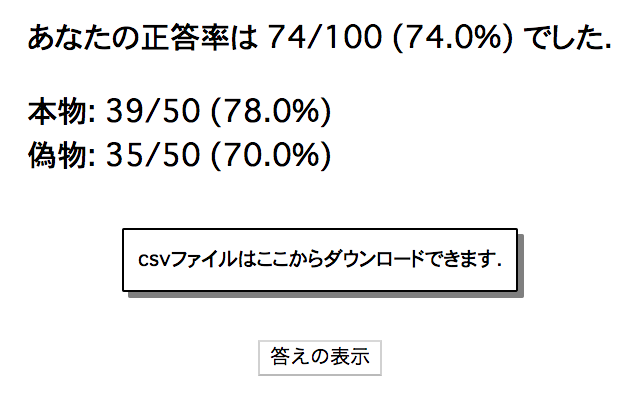 あなたの正答率は 74/100 (74.0%) でした.
本物: 39/50 (78.0%)
偽物: 35/50 (70.0%)
csvファイルはここからダウンロードできます.
答えの表示